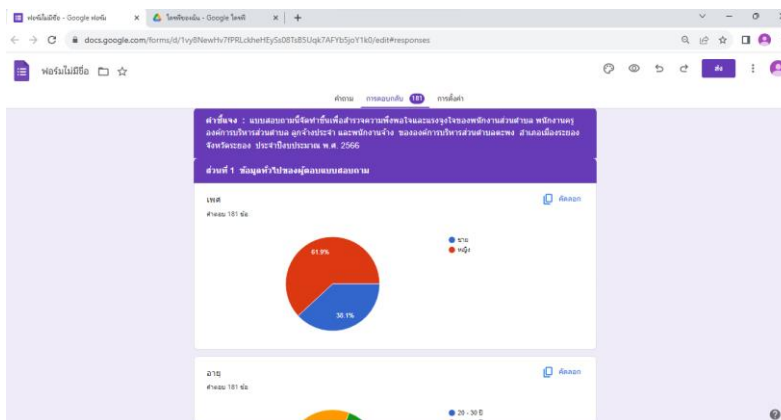 ฟอร์มไม่มีชื่อ - Google ฟอร์ม
ไดรฟ์ของฉัน - Google ไดรฟ์
docs.google.com/forms/d/1vy8NewHv7fPRLckheHEySs08TsB5Uqk7AFYb5joY1k0/edit#responses
ฟอร์มไม่มีชื่อ
ส่ง
คำถาม การตอบกลับ 181 การตั้งค่า
คำชี้แจง : แบบสอบถามนี้จัดทำขึ้นเพื่อสำรวจความพึงพอใจและแรงจูงใจของพนักงานส่วนตำบล พนักงานครู
องค์การบริหารส่วนตำบล ลูกจ้างประจำ และพนักงานจ้าง ขององค์การบริหารส่วนตำบลตะพง อำเภอเมืองระยอง
จังหวัดระยอง ประจำปีงบประมาณ พ.ศ. 2566
ส่วนที่ 1 ข้อมูลทั่วไปของผู้ตอบแบบสอบถาม
เพศ
คัดลอก
คำตอบ 181 ข้อ
ชาย
หญิง
61.9%
38.1%
อายุ
คัดลอก
คำตอบ 181 ข้อ
20 - 30 ปี